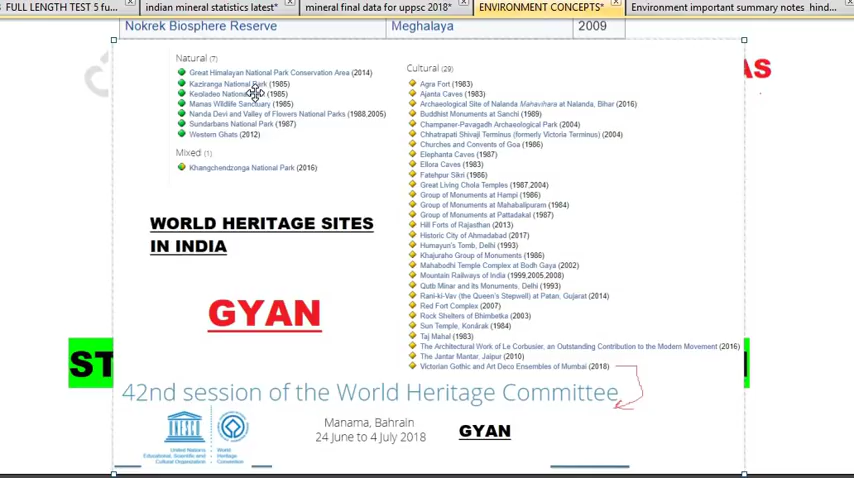 FULL LENGTH TEST 5 fu...
indian mineral statistics latest*
mineral final data for uppsc 2018*
ENVIRONMENT CONCEPTS*
Environment important summary notes hind...
Nokrek Biosphere Reserve
Meghalaya
2009
AS
Natural (7)
Great Himalayan National Park Conservation Area (2014)
Kaziranga National Park (1985)
Keoladeo National (1985)
Manas Wildlife Sanctuary (1985)
Nanda Devi and Valley of Flowers National Parks (1988,2005)
Sundarbans National Park (1987)
Western Ghats (2012)
Mixed (1)
Khangchendzonga National Park (2016)
WORLD HERITAGE SITES
IN INDIA
GYAN
Cultural (29)
Agra Fort (1983)
Ajanta Caves (1983)
Archaeological Site of Nalanda Mahavihara at Nalanda, Bihar (2016)
Buddhist Monuments at Sanchi (1989)
Champaner-Pavagadh Archaeological Park (2004)
Chhatrapati Shivaji Terminus (formerly Victoria Terminus) (2004)
Churches and Convents of Goa (1986)
Elephanta Caves (1987)
Ellora Caves (1983)
Fatehpur Sikri (1986)
Great Living Chola Temples (1987,2004)
Group of Monuments at Hampi (1986)
Group of Monuments at Mahabalipuram (1984)
Group of Monuments at Pattadakal (1987)
Hill Forts of Rajasthan (2013)
Historic City of Ahmadabad (2017)
Humayun's Tomb, Delhi (1993)
Khajuraho Group of Monuments (1986)
Mahabodhi Temple Complex at Bodh Gaya (2002)
Mountain Railways of India (1999,2005,2008)
Qutb Minar and its Monuments, Delhi (1993)
Rani-ki-Vav (the Queen's Stepwell) at Patan, Gujarat (2014)
Red Fort Complex (2007)
Rock Shelters of Bhimbetka (2003)
Sun Temple, Konârak (1984)
Taj Mahal (1983)
The Architectural Work of Le Corbusier, an Outstanding Contribution to the Modern Movement (2016)
The Jantar Mantar, Jaipur (2010)
Victorian Gothic and Art Deco Ensembles of Mumbai (2018)
ST
42nd session of the World Heritage Committee
Manama, Bahrain
24 June to 4 July 2018
GYAN
United Nations
Educational, Scientific and
Cultural Organization
World
Heritage
Convention